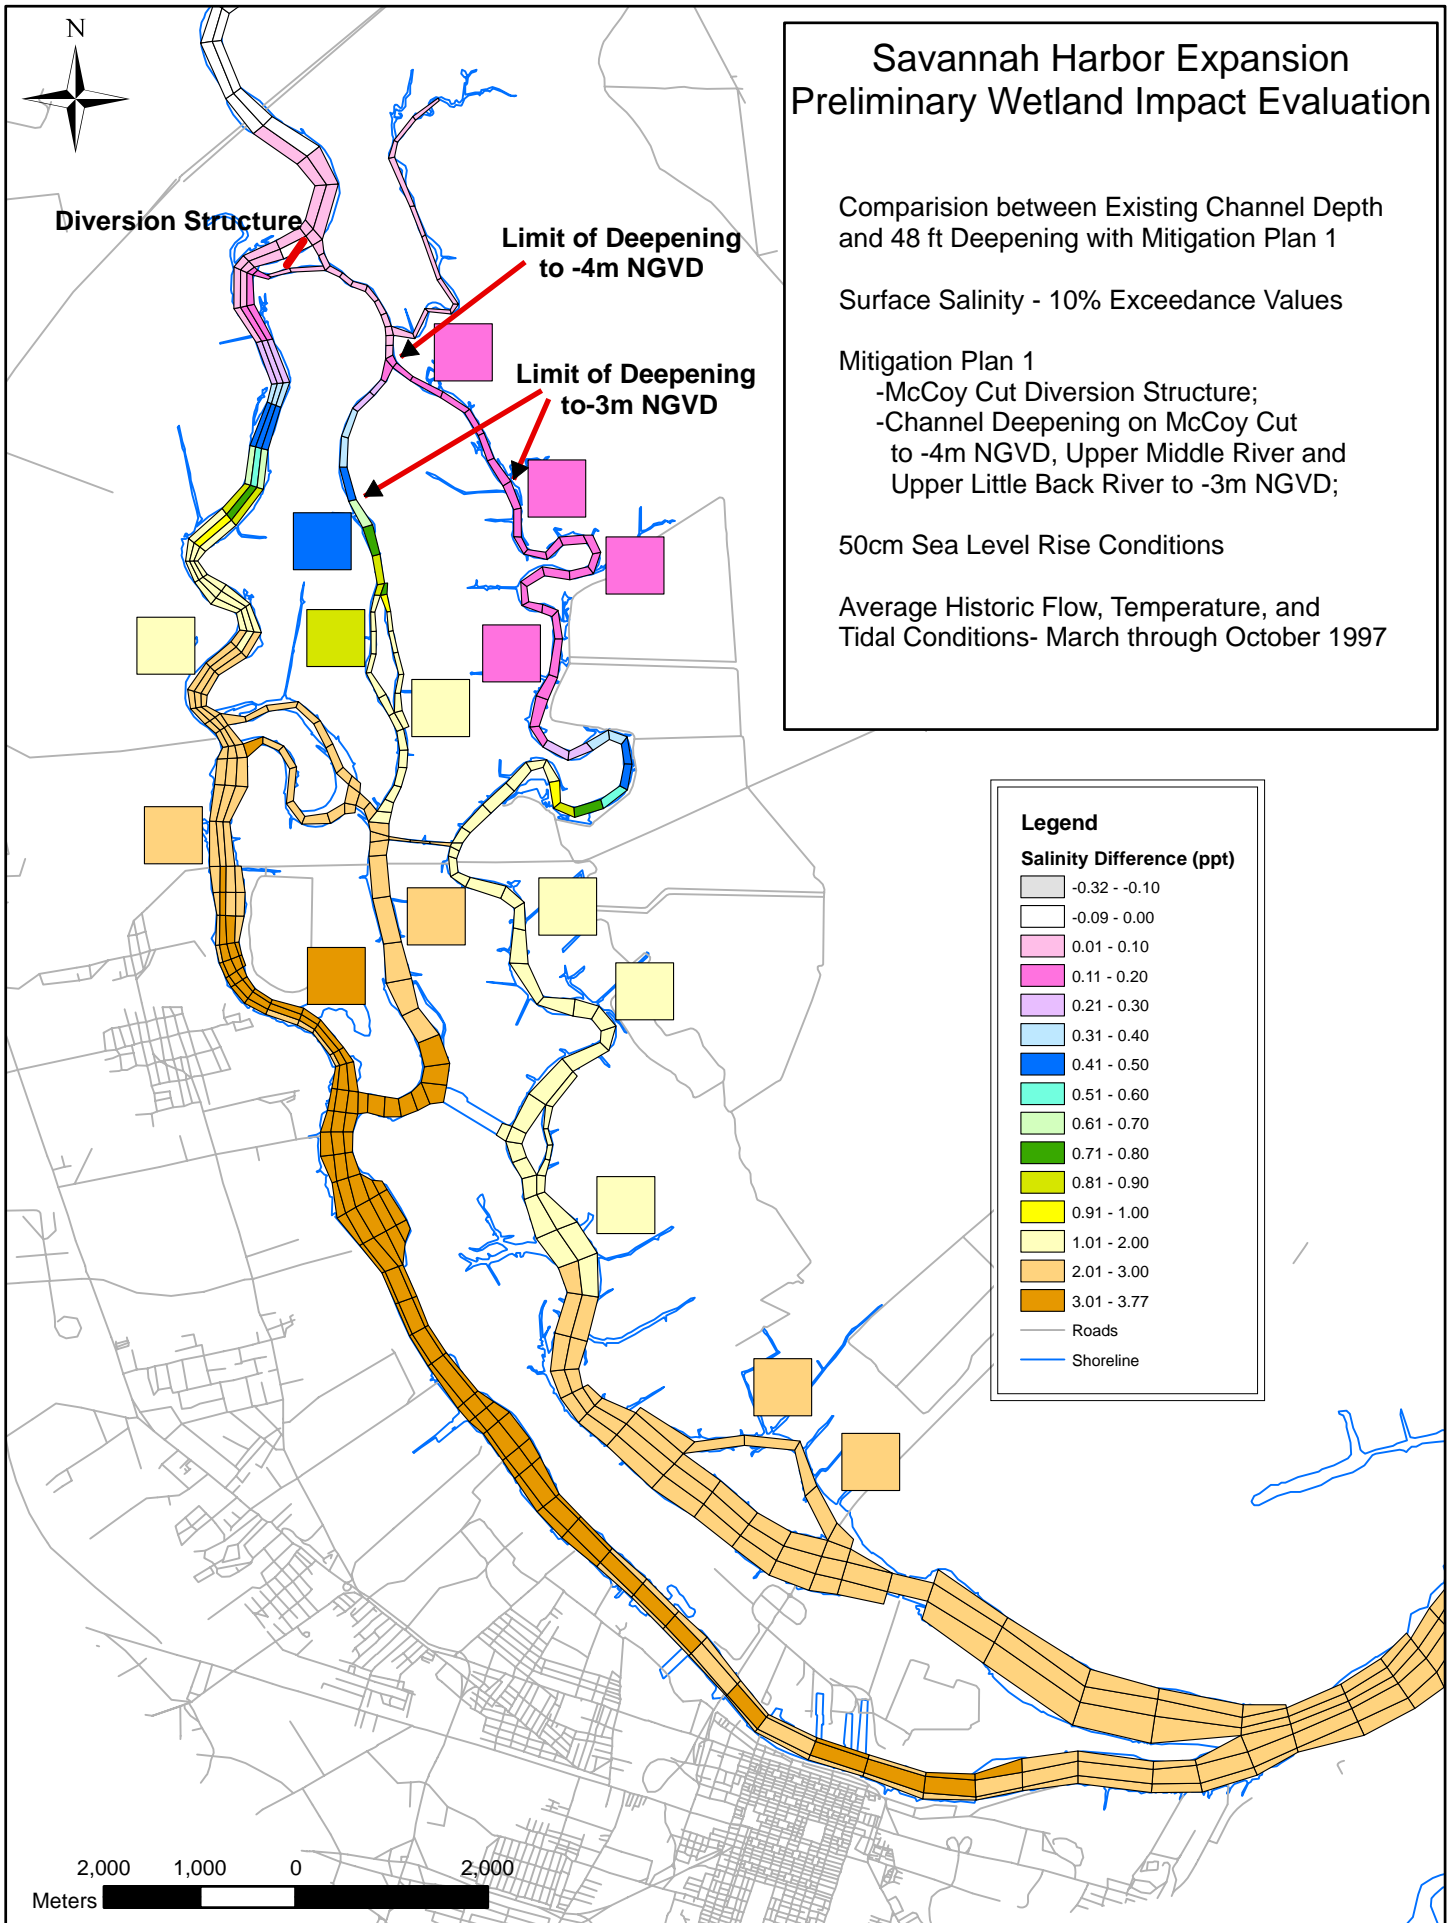 N
Savannah Harbor Expansion
Preliminary Wetland Impact Evaluation
Comparision between Existing Channel Depth
and 48 ft Deepening with Mitigation Plan 1
Surface Salinity - 10% Exceedance Values
Mitigation Plan 1
-McCoy Cut Diversion Structure;
-Channel Deepening on McCoy Cut
to -4m NGVD, Upper Middle River and
Upper Little Back River to -3m NGVD;
50cm Sea Level Rise Conditions
Average Historic Flow, Temperature, and
Tidal Conditions- March through October 1997
Diversion Structure
Limit of Deepening
to -4m NGVD
Limit of Deepening
to-3m NGVD
Legend
Salinity Difference (ppt)
-0.32 - -0.10
-0.09 - 0.00
0.01 - 0.10
0.11 - 0.20
0.21 - 0.30
0.31 - 0.40
0.41 - 0.50
0.51 - 0.60
0.61 - 0.70
0.71 - 0.80
0.81 - 0.90
0.91 - 1.00
1.01 - 2.00
2.01 - 3.00
3.01 - 3.77
Roads
Shoreline
2,000 1,000 0 2,000
Meters